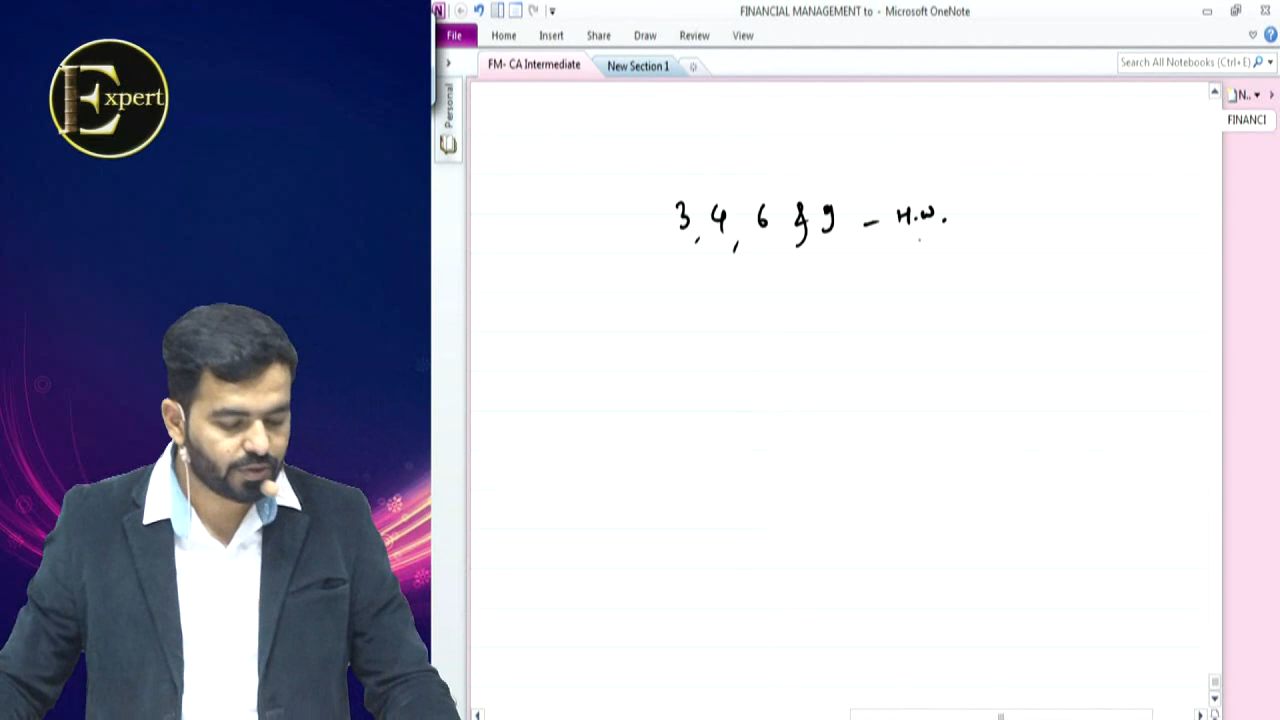 Expert
FINANCIAL MANAGEMENT to - Microsoft OneNote
File Home Insert Share Draw Review View
FM- CA Intermediate New Section 1
Search All Notebooks (Ctrl+E)
Personal
N..
FINANCI
3, 4, 6 & 9 - H.W.